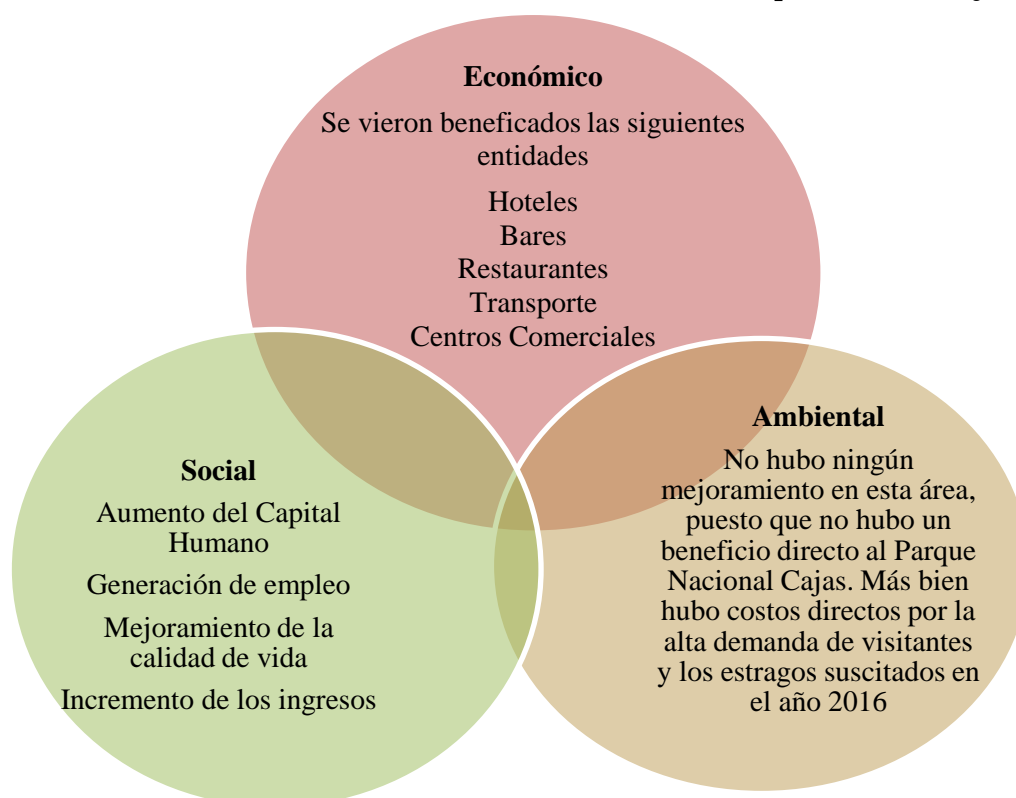 Económico
Se vieron beneficados las siguientes
entidades
Hoteles
Bares
Restaurantes
Transporte
Centros Comerciales
Social
Aumento del Capital
Humano
Generación de empleo
Mejoramiento de la
calidad de vida
Incremento de los ingresos
Ambiental
No hubo ningún
mejoramiento en esta área,
puesto que no hubo un
beneficio directo al Parque
Nacional Cajas. Más bien
hubo costos directos por la
alta demanda de visitantes
y los estragos suscitados en
el año 2016